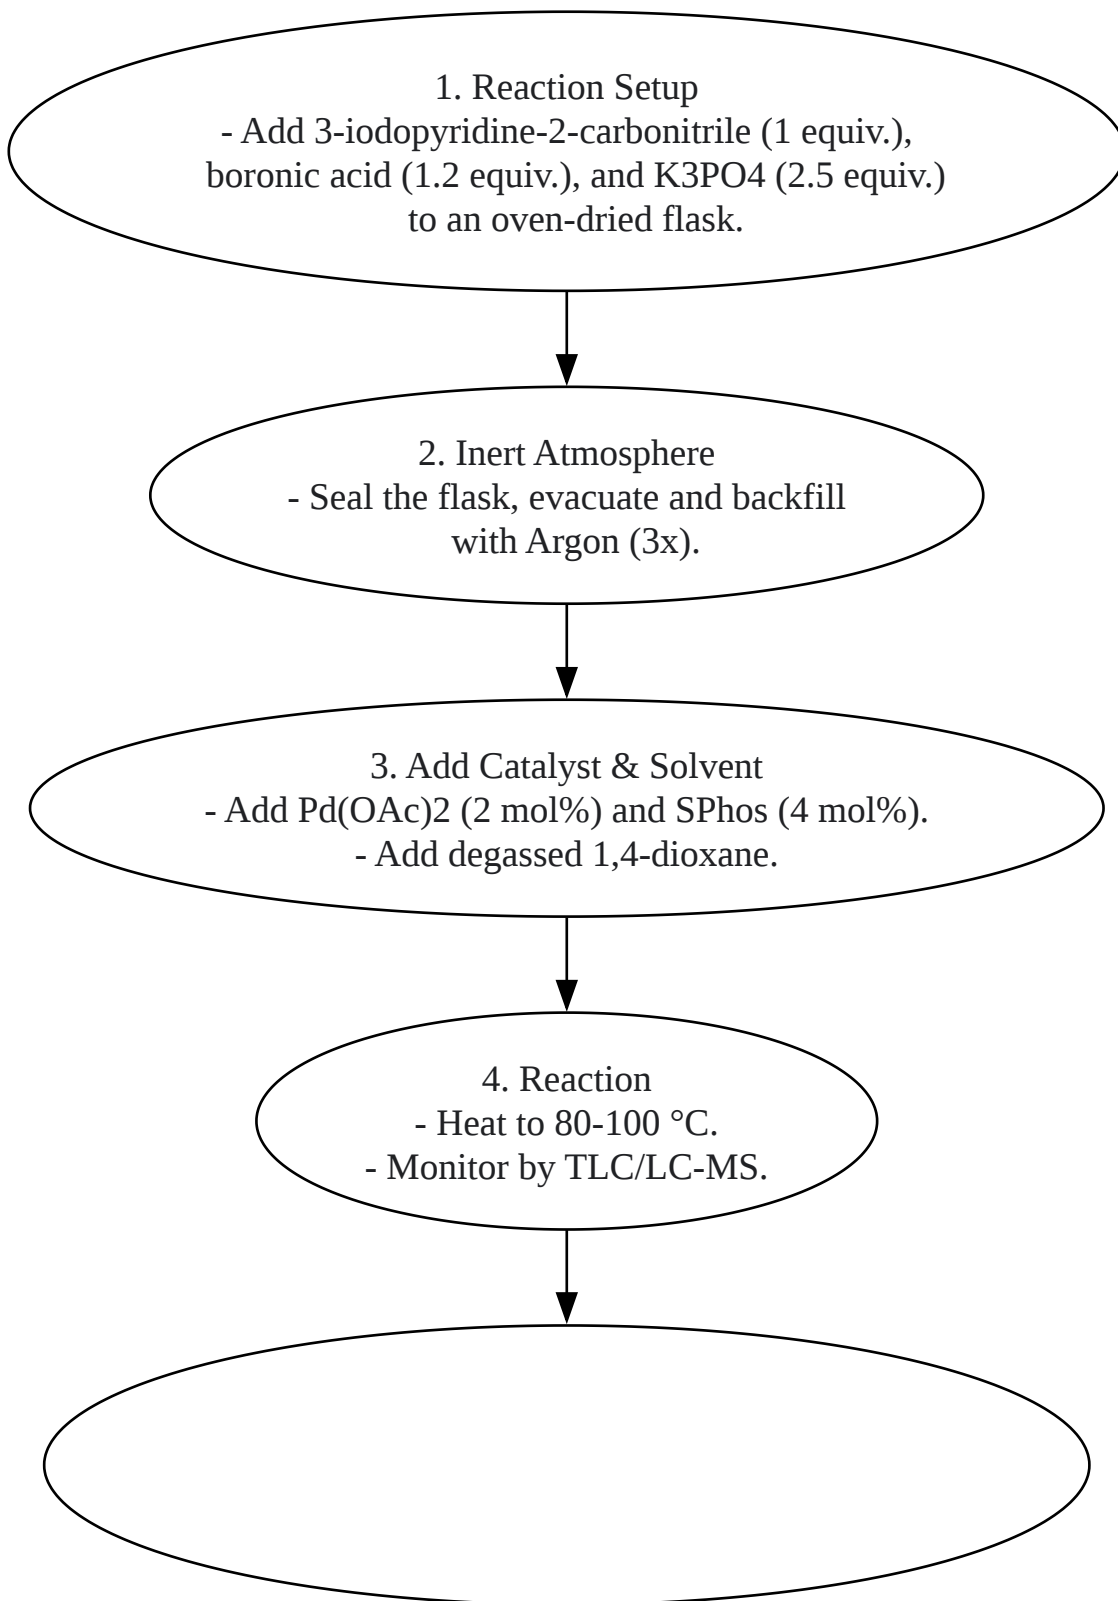 1. Reaction Setup
- Add 3-iodopyridine-2-carbonitrile (1 equiv.),
boronic acid (1.2 equiv.), and K3PO4 (2.5 equiv.)
to an oven-dried flask.
2. Inert Atmosphere
- Seal the flask, evacuate and backfill
with Argon (3x).
3. Add Catalyst & Solvent
- Add Pd(OAc)2 (2 mol%) and SPhos (4 mol%).
- Add degassed 1,4-dioxane.
4. Reaction
- Heat to 80-100 °C.
- Monitor by TLC/LC-MS.